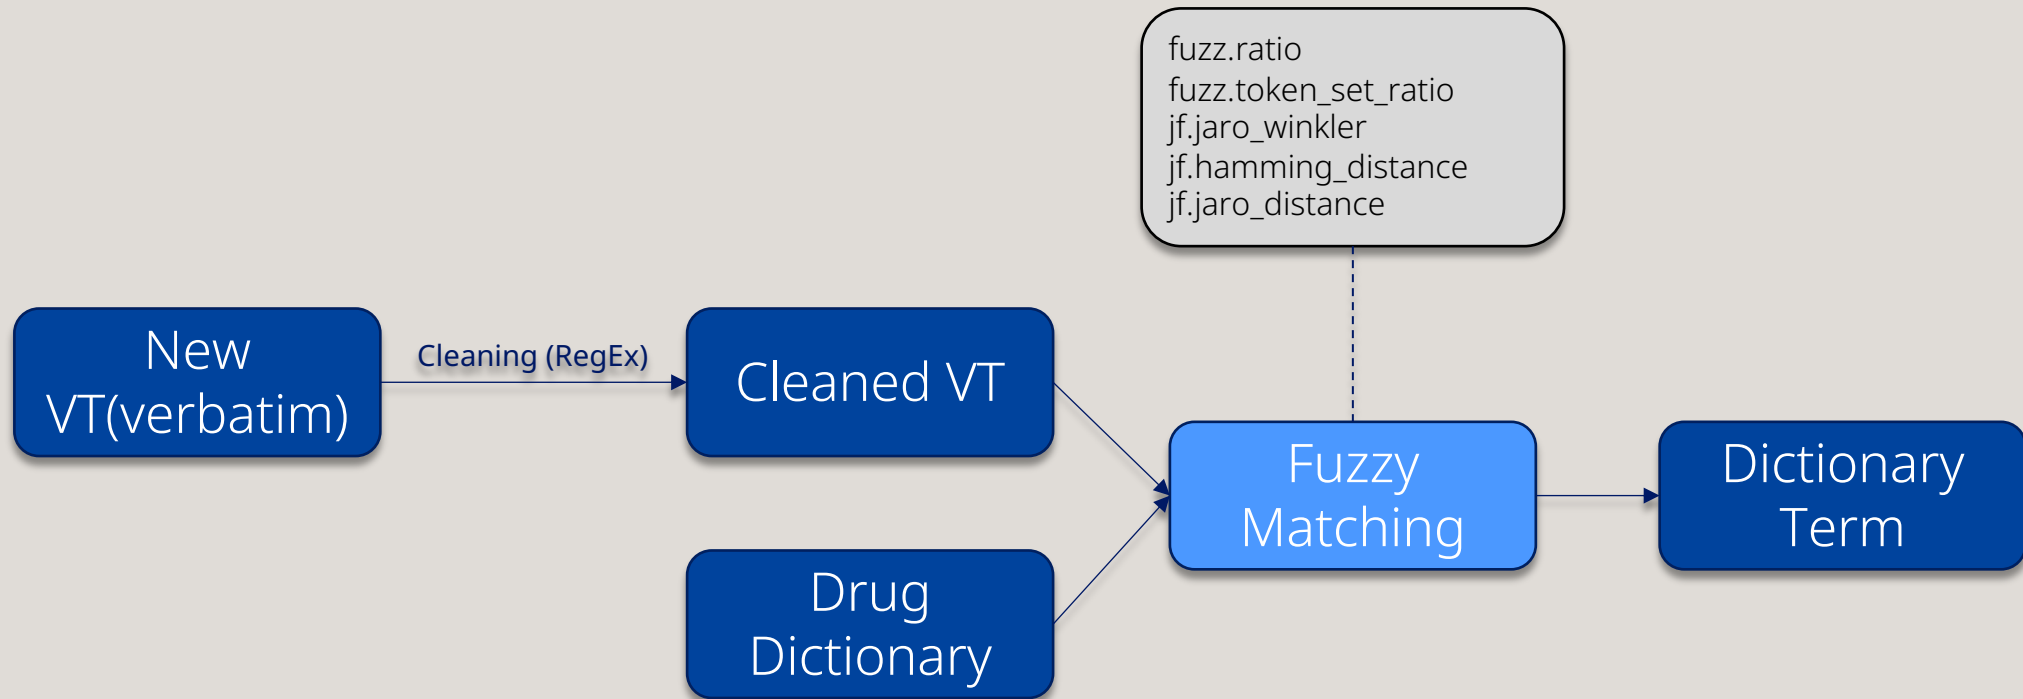 fuzz.ratio
fuzz.token_set_ratio
jf.jaro_winkler
jf.hamming_distance
jf.jaro_distance
New
VT(verbatim)
Cleaning (RegEx)
Cleaned VT
Drug
Dictionary
Fuzzy
Matching
Dictionary
Term